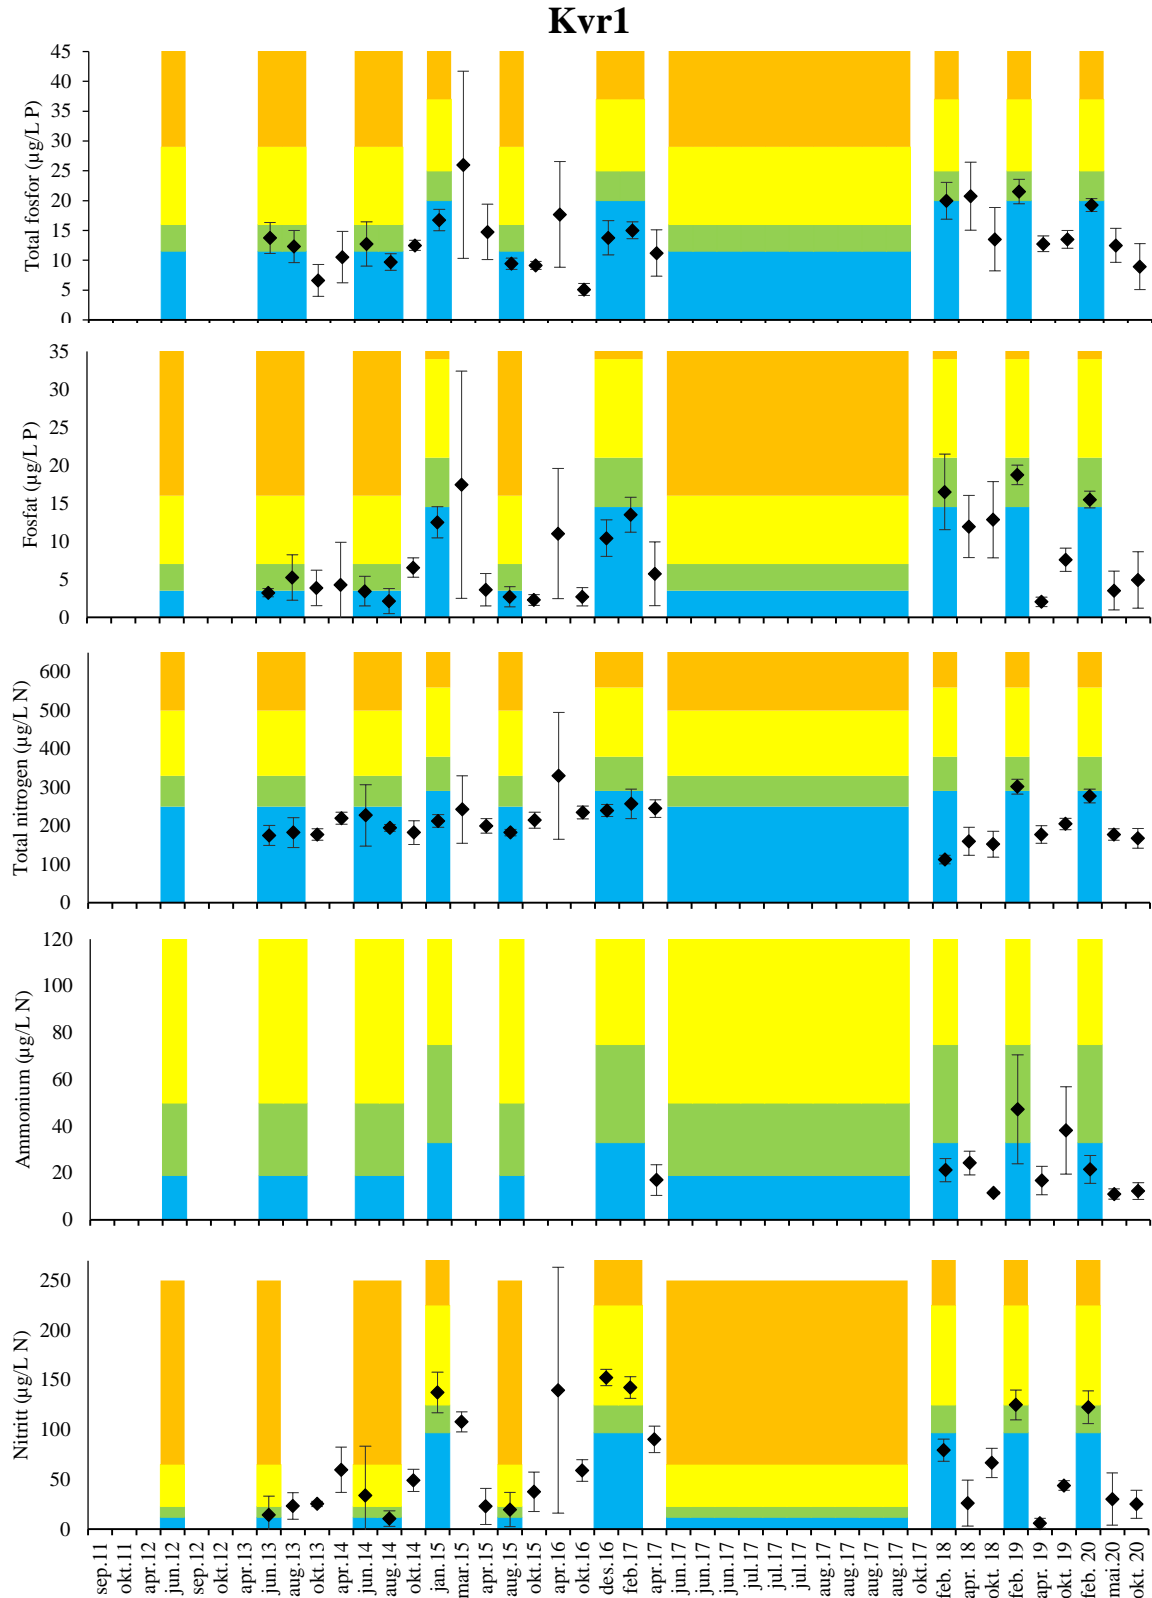 Kvr1
Total fosfor (µg/L P)
45
40
35
30
25
20
15
10
5
0
Fosfat (µg/L P)
35
30
25
20
15
10
5
0
Total nitrogen (µg/L N)
600
500
400
300
200
100
0
Ammonium (µg/L N)
120
100
80
60
40
20
0
Nitritt (µg/L N)
250
200
150
100
50
0
sep.11
okt.11
apr.12
jun.12
sep.12
okt.12
apr.13
jun.13
aug.13
okt.13
apr.14
jun.14
aug.14
okt.14
jan.15
mar.15
apr.15
aug.15
okt.15
apr.16
okt.16
des.16
feb.17
apr.17
jun.17
jun.17
jun.17
jul.17
jul.17
jul.17
aug.17
aug.17
aug.17
aug.17
okt.17
feb. 18
apr. 18
okt. 18
feb. 19
apr. 19
okt. 19
feb. 20
mai.20
okt. 20